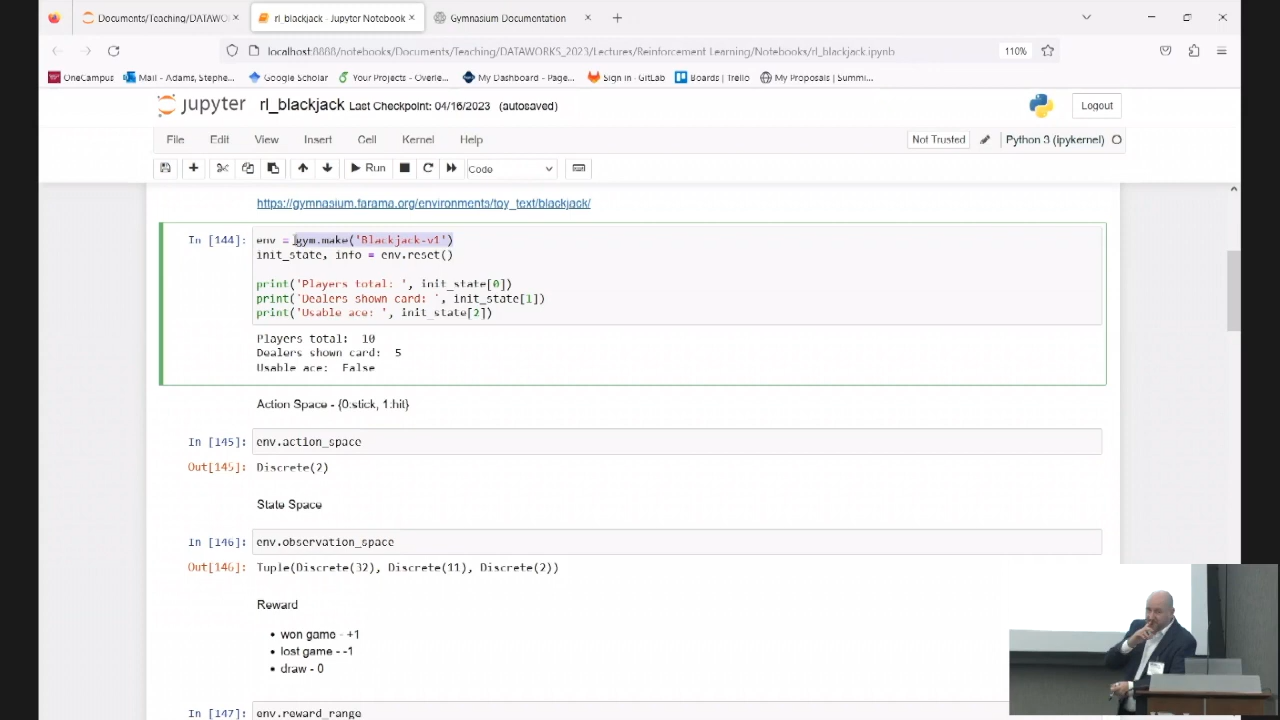 Documents/Teaching/DATAWO
rl_blackjack - Jupyter Notebook
Gymnasium Documentation
localhost:8888/notebooks/Documents/Teaching/DATAWORKS_2023/Lectures/Reinforcement Learning/Notebooks/rl_blackjack.ipynb
110%
OneCampus
Mail - Adams, Stephe...
Google Scholar
Your Projects - Overle...
My Dashboard - Page...
Sign in · GitLab
Boards | Trello
My Proposals | Summi...
jupyter rl_blackjack Last Checkpoint: 04/16/2023 (autosaved)
Logout
File Edit View Insert Cell Kernel Help
Not Trusted
Python 3 (ipykernel)
Run
Code
https://gymnasium.farama.org/environments/toy_text/blackjack/
In [144]: env = gym.make('Blackjack-v1')
init_state, info = env.reset()
print('Players total: ', init_state[0])
print('Dealers shown card: ', init_state[1])
print('Usable ace: ', init_state[2])
Players total:  10
Dealers shown card:  5
Usable ace:  False
Action Space - {0:stick, 1:hit}
In [145]: env.action_space
Out[145]: Discrete(2)
State Space
In [146]: env.observation_space
Out[146]: Tuple(Discrete(32), Discrete(11), Discrete(2))
Reward
• won game - +1
• lost game - -1
• draw - 0
In [147]: env.reward_range